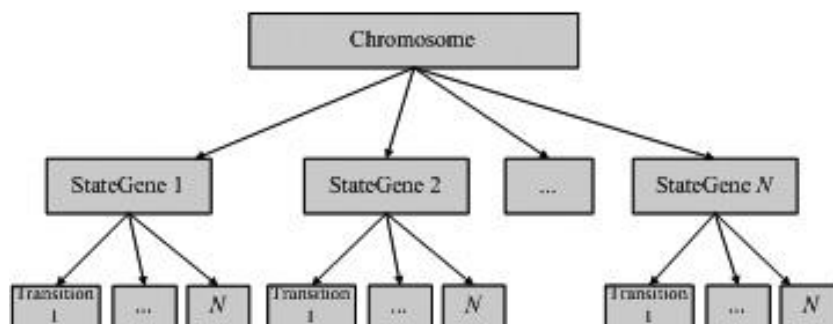 Chromosome
StateGene 1
StateGene 2
...
StateGene N
Transition
1
...
N
Transition
1
...
N
Transition
1
...
N